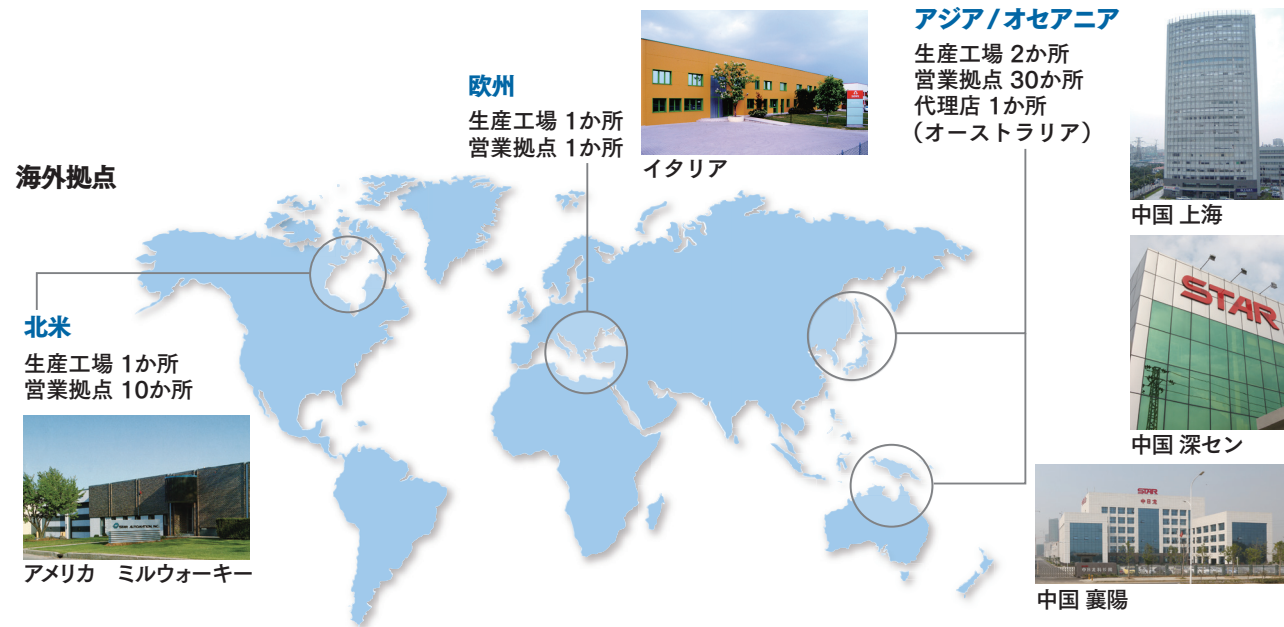 海外拠点
北米
生産工場 1か所
営業拠点 10か所
アメリカ　ミルウォーキー
欧州
生産工場 1か所
営業拠点 1か所
イタリア
アジア / オセアニア
生産工場 2か所
営業拠点 30か所
代理店 1か所
（オーストラリア）
中国 上海
STAR
中国 深セン
STAR
中国 襄陽